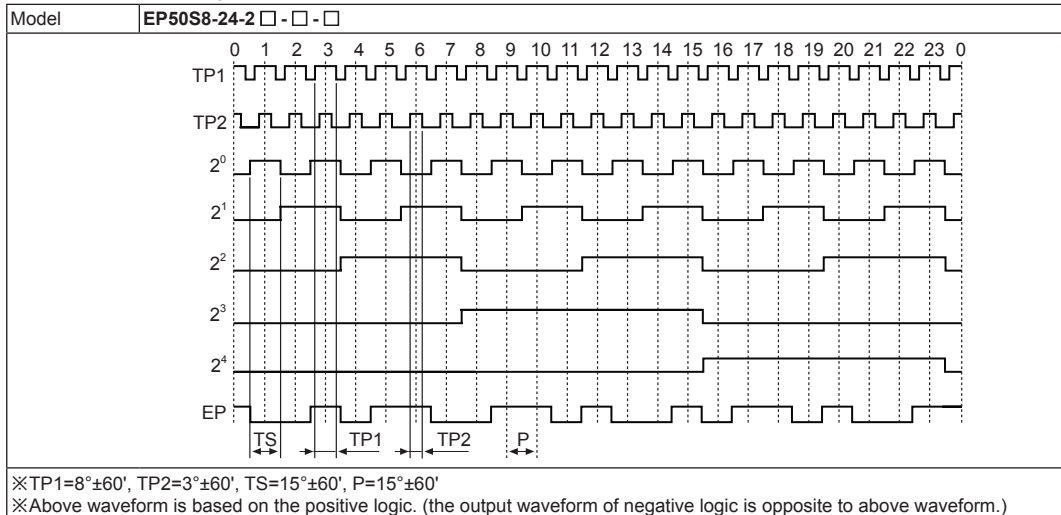 Model EP50S8-24-2 □ - □ - □
0 1 2 3 4 5 6 7 8 9 10 11 12 13 14 15 16 17 18 19 20 21 22 23 0
TP1
TP2
2⁰
2¹
2²
2³
2⁴
EP
TS TP1 TP2 P
※TP1=8°±60', TP2=3°±60', TS=15°±60', P=15°±60'
※Above waveform is based on the positive logic. (the output waveform of negative logic is opposite to above waveform.)